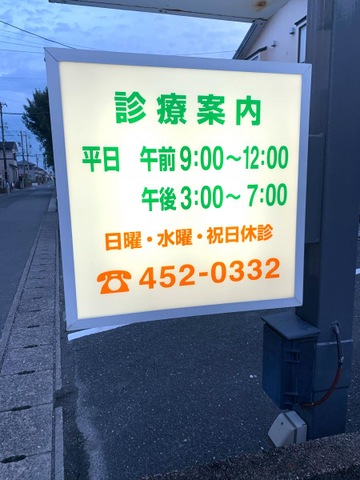 診療案内
平日 午前9:00～12:00
午後3:00～7:00
日曜・水曜・祝日休診
☎452-0332